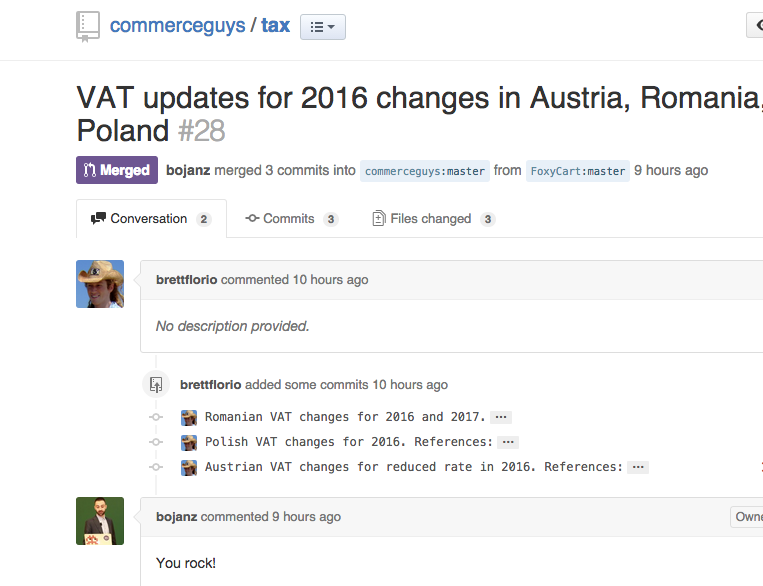 commerceguys / tax
VAT updates for 2016 changes in Austria, Romania,
Poland #28
Merged bojanz merged 3 commits into commerceguys:master from FoxyCart:master 9 hours ago
Conversation 2 Commits 3 Files changed 3
brettflorio commented 10 hours ago
No description provided.
brettflorio added some commits 10 hours ago
Romanian VAT changes for 2016 and 2017. ...
Polish VAT changes for 2016. References: ...
Austrian VAT changes for reduced rate in 2016. References: ...
bojanz commented 9 hours ago
Owne
You rock!